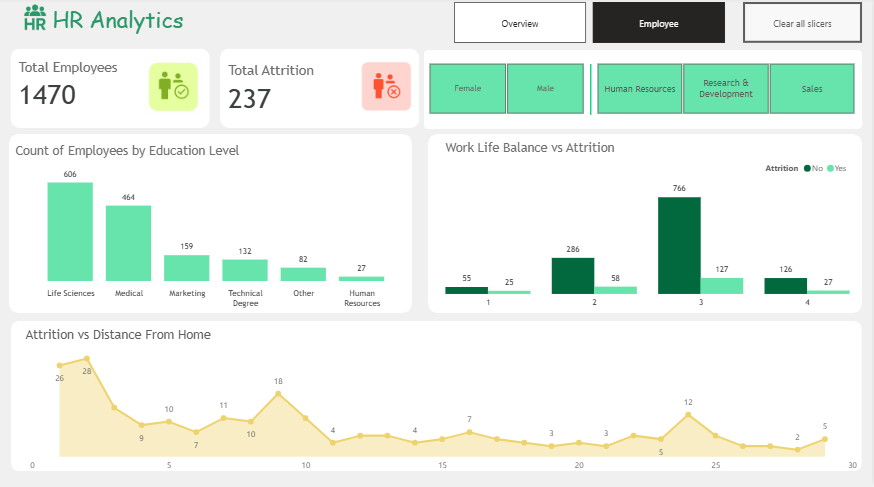 HR HR Analytics
Overview
Employee
Clear all slicers
Total Employees
1470
Total Attrition
237
Female
Male
Human Resources
Research &
Development
Sales
Count of Employees by Education Level
606
464
159
132
82
27
Life Sciences
Medical
Marketing
Technical
Degree
Other
Human
Resources
Work Life Balance vs Attrition
Attrition No Yes
55
25
286
58
766
127
126
27
1
2
3
4
Attrition vs Distance From Home
26
28
9
10
7
11
10
18
4
4
7
3
3
5
12
2
5
0
5
10
15
20
25
30